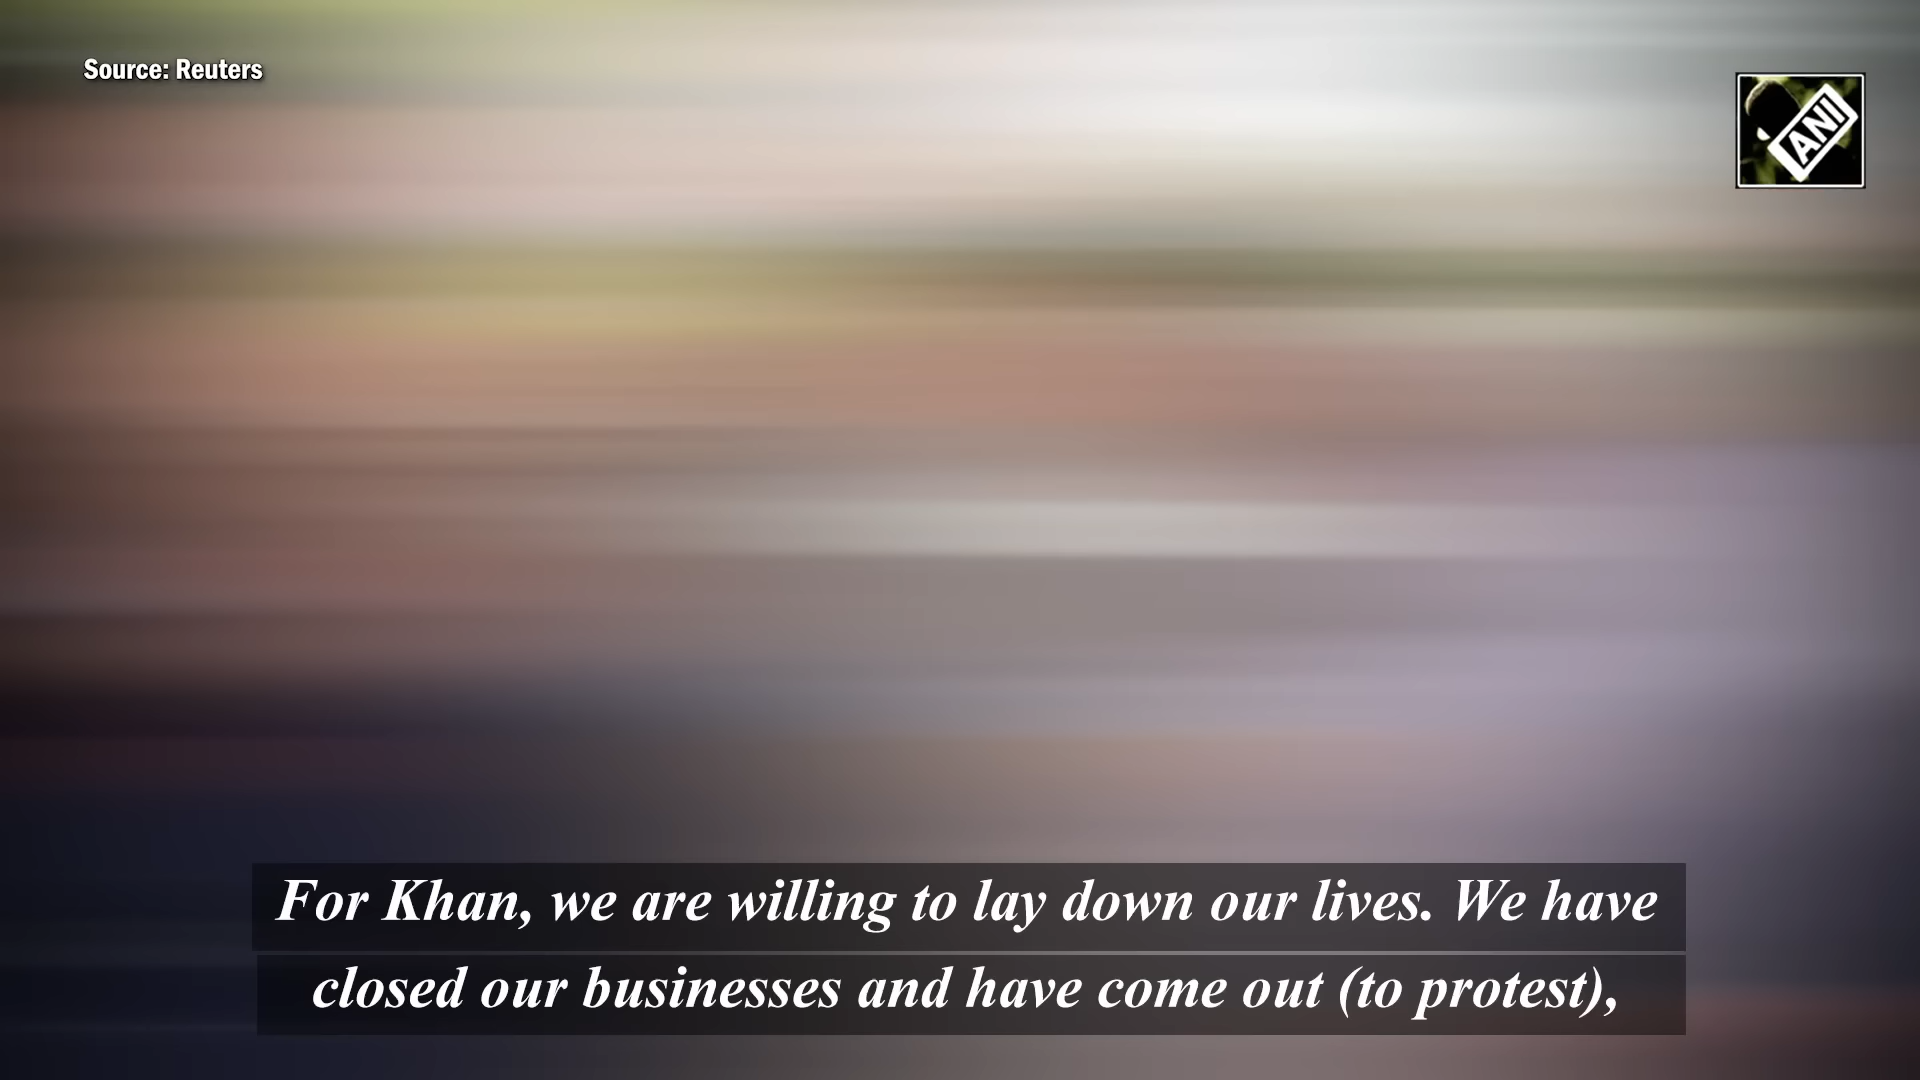 Source: Reuters
ANI
For Khan, we are willing to lay down our lives. We have
closed our businesses and have come out (to protest),